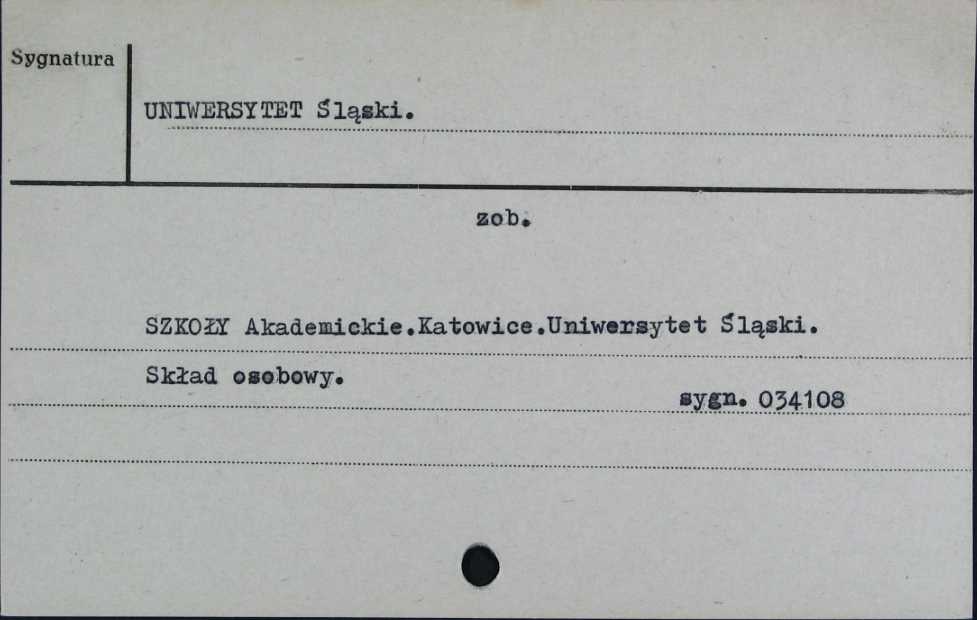 Sygnatura
UNIWERSYTET Śląski.
zob.
SZKOŁY Akademickie.Katowice.Uniwersytet Śląski.
Skład osobowy.
sygn. 034108